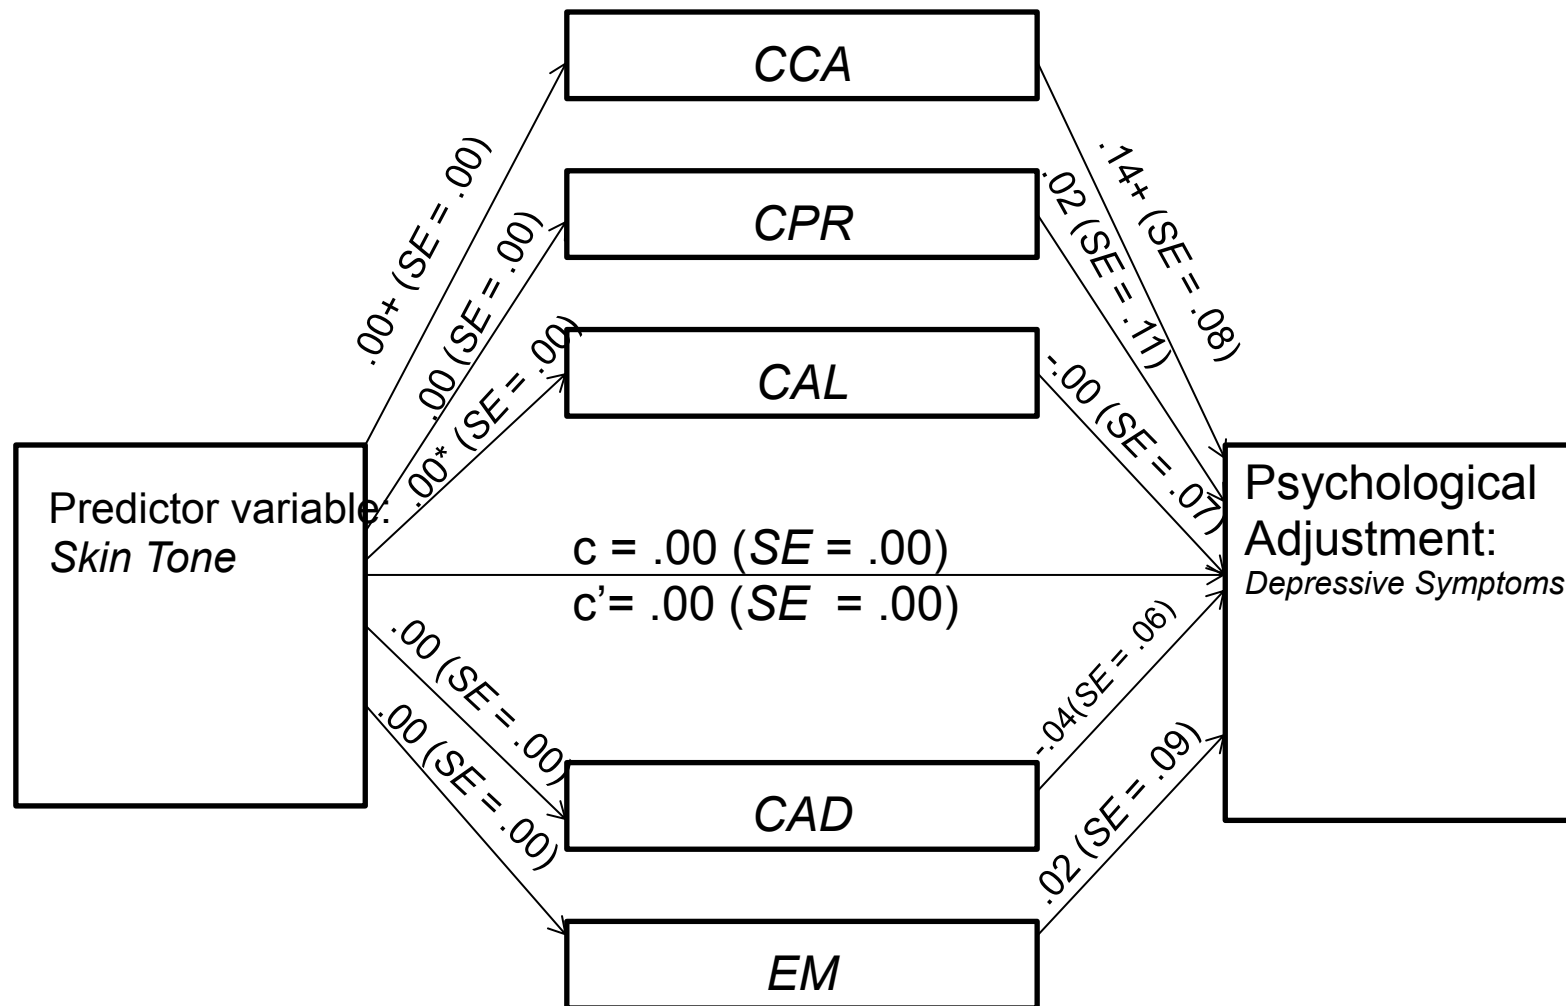 CCA
.00+ (SE = .00)
.14+ (SE = .08)
CPR
.00 (SE = .00)
.02 (SE = .11)
CAL
.00* (SE = .00)
-.00 (SE = .07)
Predictor variable:
Skin Tone
c = .00 (SE = .00)
c’= .00 (SE = .00)
Psychological
Adjustment:
Depressive Symptoms
.00 (SE = .00)
-.04(SE = .06)
CAD
.00 (SE = .00)
.02 (SE = .09)
EM